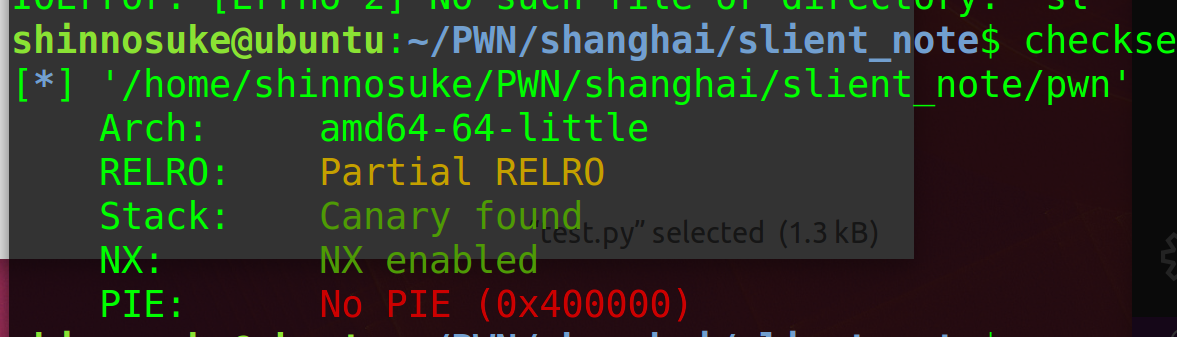 IOError: [Errno 2] No such file or directory:
shinnosuke@ubuntu:~/PWN/shanghai/slient_note$ checkse
[*] '/home/shinnosuke/PWN/shanghai/slient_note/pwn'
Arch: amd64-64-little
RELRO: Partial RELRO
Stack: Canary found
"test.py" selected (1.3 kB)
NX: NX enabled
PIE: No PIE (0x400000)